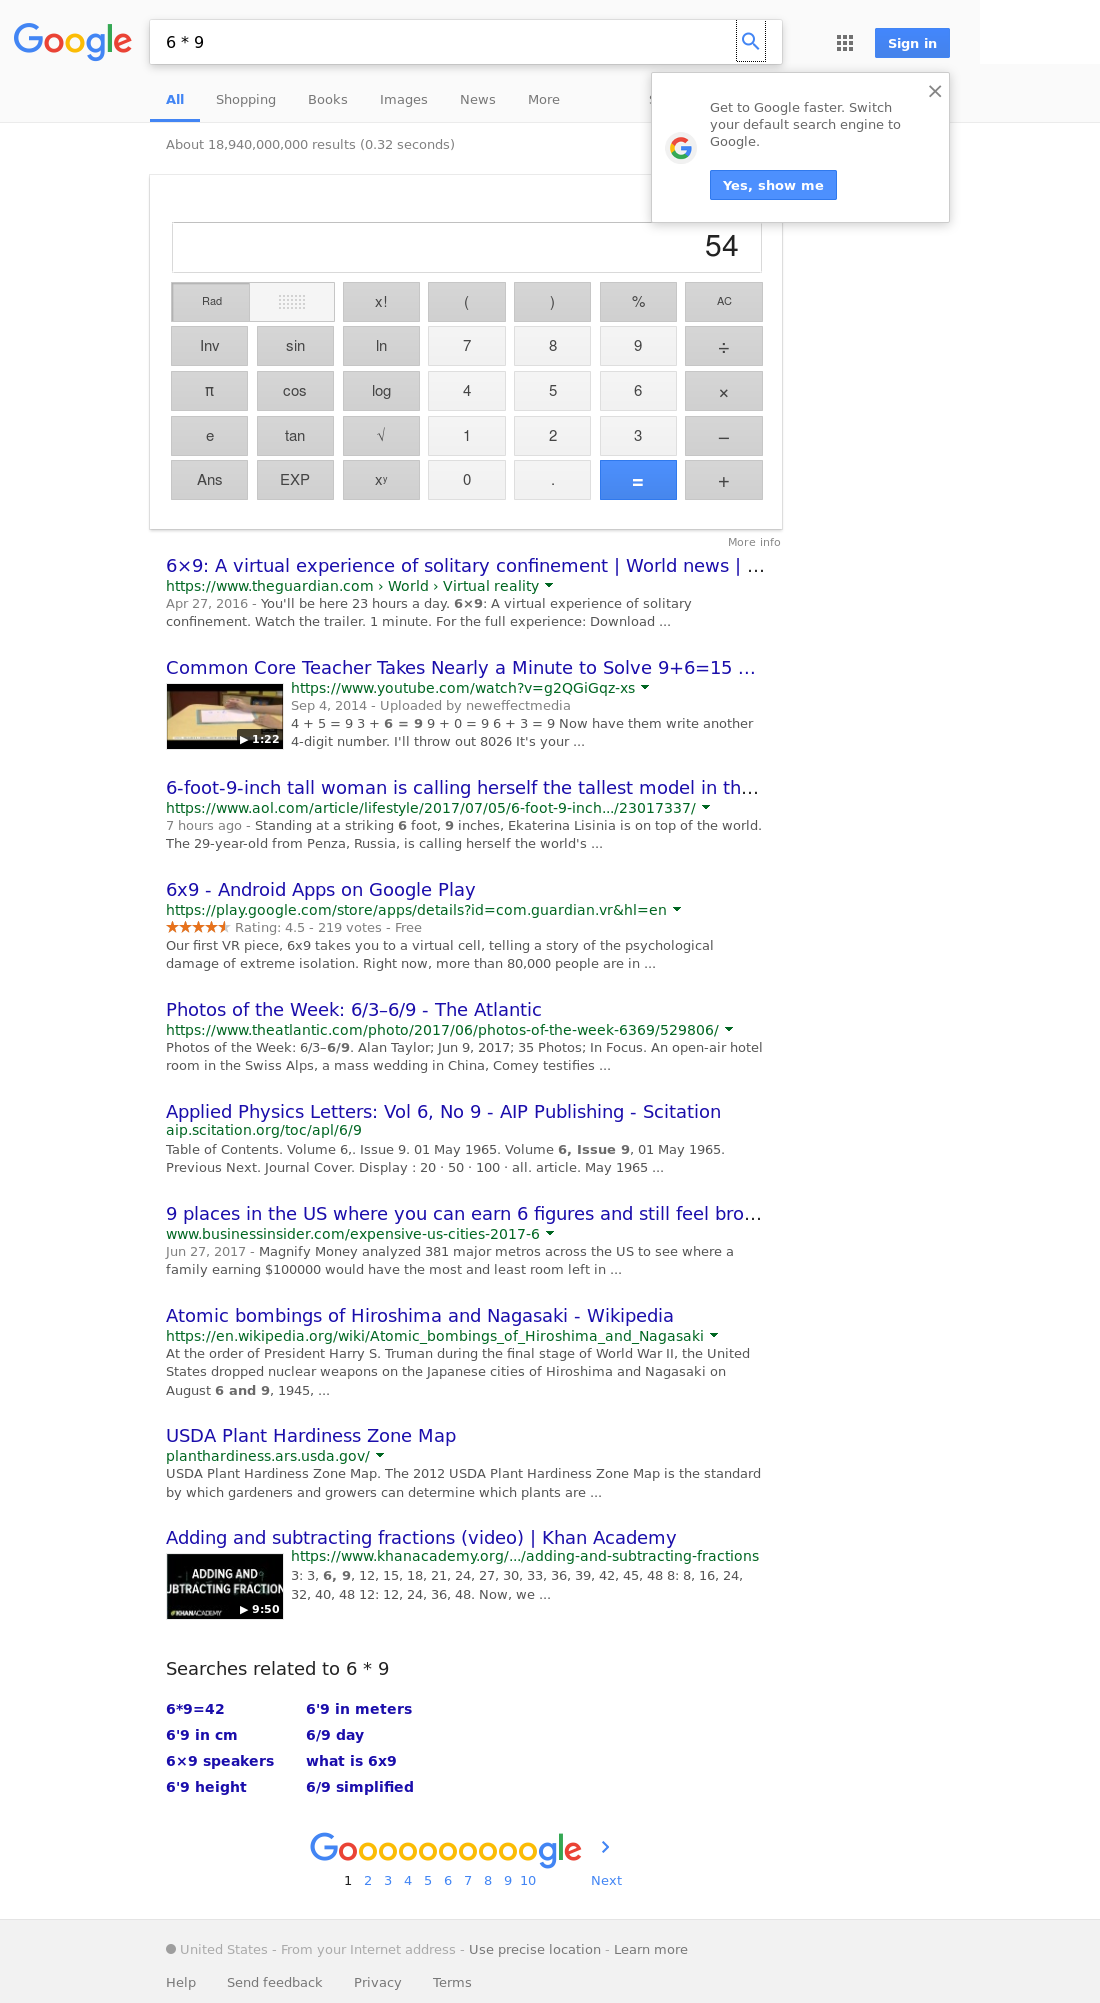 Google
6 * 9
Sign in
All Shopping Books Images News More
Get to Google faster. Switch
your default search engine to
Google.
Yes, show me
About 18,940,000,000 results (0.32 seconds)
54
Rad x! ( ) % AC
Inv sin ln 7 8 9 ÷
π cos log 4 5 6 ×
e tan √ 1 2 3 –
Ans EXP xʸ 0 . = +
More info
6×9: A virtual experience of solitary confinement | World news | ...
https://www.theguardian.com › World › Virtual reality
Apr 27, 2016 - You'll be here 23 hours a day. 6×9: A virtual experience of solitary
confinement. Watch the trailer. 1 minute. For the full experience: Download ...
Common Core Teacher Takes Nearly a Minute to Solve 9+6=15 ...
https://www.youtube.com/watch?v=g2QGiGqz-xs
Sep 4, 2014 - Uploaded by neweffectmedia
4 + 5 = 9 3 + 6 = 9 9 + 0 = 9 6 + 3 = 9 Now have them write another
4-digit number. I'll throw out 8026 It's your ...
▶ 1:22
6-foot-9-inch tall woman is calling herself the tallest model in th...
https://www.aol.com/article/lifestyle/2017/07/05/6-foot-9-inch.../23017337/
7 hours ago - Standing at a striking 6 foot, 9 inches, Ekaterina Lisinia is on top of the world.
The 29-year-old from Penza, Russia, is calling herself the world's ...
6x9 - Android Apps on Google Play
https://play.google.com/store/apps/details?id=com.guardian.vr&hl=en
Rating: 4.5 - 219 votes - Free
Our first VR piece, 6x9 takes you to a virtual cell, telling a story of the psychological
damage of extreme isolation. Right now, more than 80,000 people are in ...
Photos of the Week: 6/3–6/9 - The Atlantic
https://www.theatlantic.com/photo/2017/06/photos-of-the-week-6369/529806/
Photos of the Week: 6/3–6/9. Alan Taylor; Jun 9, 2017; 35 Photos; In Focus. An open-air hotel
room in the Swiss Alps, a mass wedding in China, Comey testifies ...
Applied Physics Letters: Vol 6, No 9 - AIP Publishing - Scitation
aip.scitation.org/toc/apl/6/9
Table of Contents. Volume 6,. Issue 9. 01 May 1965. Volume 6, Issue 9, 01 May 1965.
Previous Next. Journal Cover. Display : 20 · 50 · 100 · all. article. May 1965 ...
9 places in the US where you can earn 6 figures and still feel bro...
www.businessinsider.com/expensive-us-cities-2017-6
Jun 27, 2017 - Magnify Money analyzed 381 major metros across the US to see where a
family earning $100000 would have the most and least room left in ...
Atomic bombings of Hiroshima and Nagasaki - Wikipedia
https://en.wikipedia.org/wiki/Atomic_bombings_of_Hiroshima_and_Nagasaki
At the order of President Harry S. Truman during the final stage of World War II, the United
States dropped nuclear weapons on the Japanese cities of Hiroshima and Nagasaki on
August 6 and 9, 1945, ...
USDA Plant Hardiness Zone Map
planthardiness.ars.usda.gov/
USDA Plant Hardiness Zone Map. The 2012 USDA Plant Hardiness Zone Map is the standard
by which gardeners and growers can determine which plants are ...
Adding and subtracting fractions (video) | Khan Academy
https://www.khanacademy.org/.../adding-and-subtracting-fractions
3: 3, 6, 9, 12, 15, 18, 21, 24, 27, 30, 33, 36, 39, 42, 45, 48 8: 8, 16, 24,
32, 40, 48 12: 12, 24, 36, 48. Now, we ...
ADDING AND
UBTRACTING FRACTION
KHANACADEMY
▶ 9:50
Searches related to 6 * 9
6*9=42 6'9 in meters
6'9 in cm 6/9 day
6×9 speakers what is 6x9
6'9 height 6/9 simplified
Goooooooooogle
1 2 3 4 5 6 7 8 9 10 Next
United States - From your Internet address - Use precise location - Learn more
Help Send feedback Privacy Terms